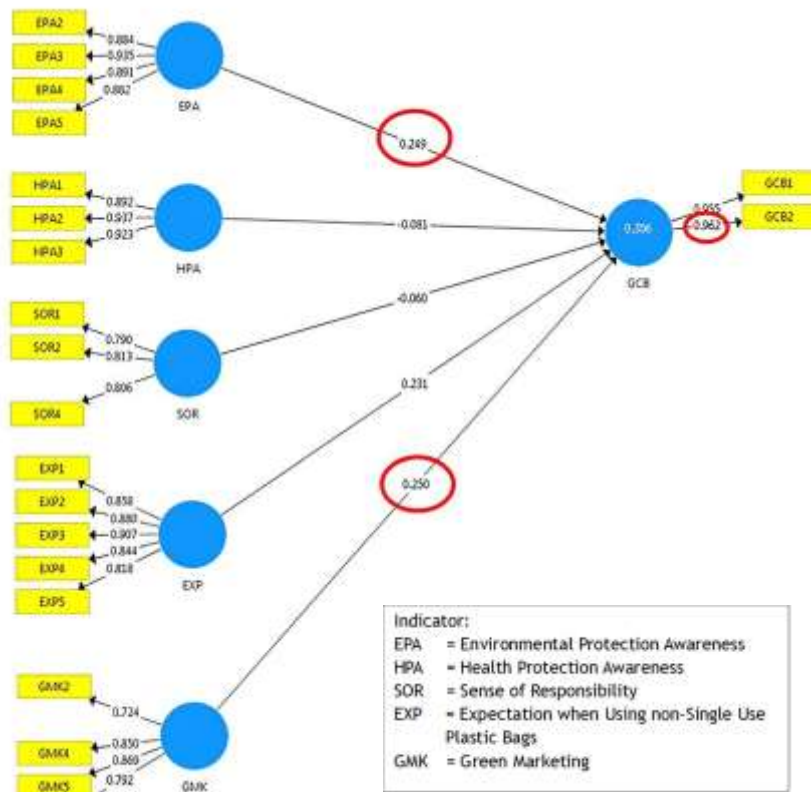 EPA2
EPA3
EPA4
EPA5
0.884
0.935
0.891
0.882
EPA
0.249
HPA1
HPA2
HPA3
0.892
0.937
0.923
HPA
-0.081
GCB1
GCB2
0.955
0.962
GCB
SOR1
SOR2
SOR4
0.790
0.813
0.806
SOR
-0.060
EXP1
EXP2
EXP3
EXP4
EXP5
0.858
0.880
0.907
0.844
0.818
EXP
0.231
0.250
GMK2
GMK4
GMK5
0.724
0.850
0.869
0.792
GMK
Indicator:
EPA = Environmental Protection Awareness
HPA = Health Protection Awareness
SOR = Sense of Responsibility
EXP = Expectation when Using non-Single Use
Plastic Bags
GMK = Green Marketing